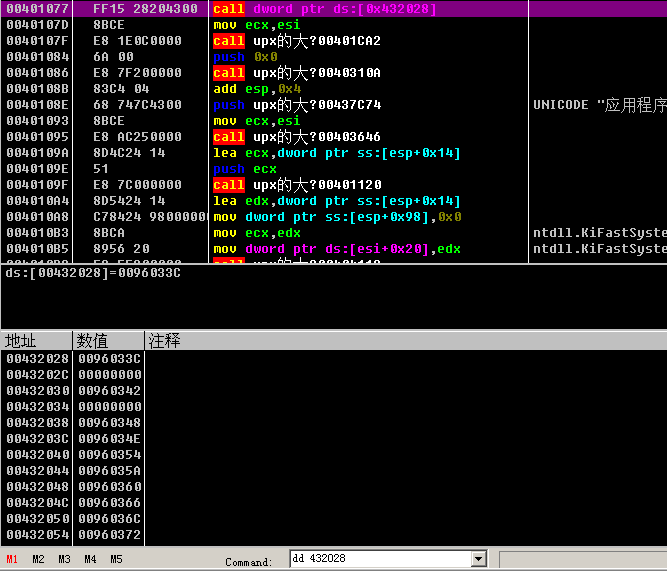 00401077 FF15 28204300 call dword ptr ds:[0x432028]
0040107D 8BCE mov ecx,esi
0040107F E8 1E0C0000 call upx的大?00401CA2
00401084 6A 00 push 0x0
00401086 E8 7F200000 call upx的大?0040310A
0040108B 83C4 04 add esp,0x4
0040108E 68 747C4300 push upx的大?00437C74 UNICODE "应用程序
00401093 8BCE mov ecx,esi
00401095 E8 AC250000 call upx的大?00403646
0040109A 8D4C24 14 lea ecx,dword ptr ss:[esp+0x14]
0040109E 51 push ecx
0040109F E8 7C000000 call upx的大?00401120
004010A4 8D5424 14 lea edx,dword ptr ss:[esp+0x14]
004010A8 C78424 9800000 mov dword ptr ss:[esp+0x98],0x0
004010B3 8BCA mov ecx,edx ntdll.KiFastSyste
004010B5 8956 20 mov dword ptr ds:[esi+0x20],edx ntdll.KiFastSyste
ds:[00432028]=0096033C
地址 数值 注释
00432028 0096033C
0043202C 00000000
00432030 00960342
00432034 00000000
00432038 00960348
0043203C 0096034E
00432040 00960354
00432044 0096035A
00432048 00960360
0043204C 00960366
00432050 0096036C
00432054 00960372
M1 M2 M3 M4 M5 Command: dd 432028